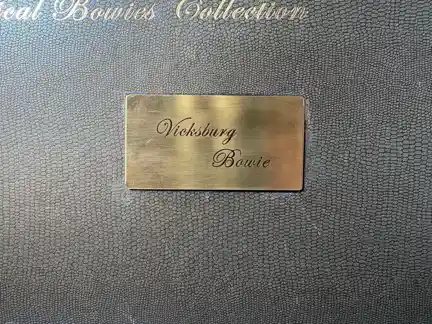 ical Bowies Collection
Vicksburg
Bowie